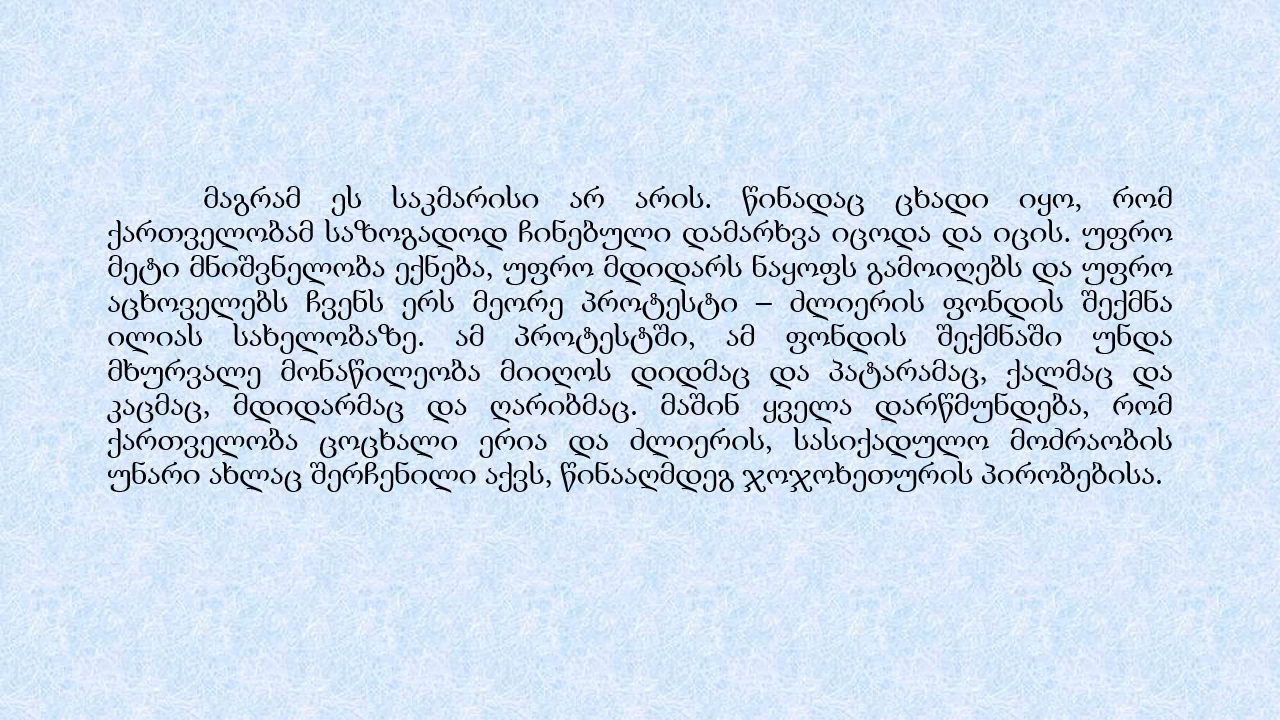 მაგრამ ეს საკმარისი არ არის. წინადაც ცხადი იყო, რომ
ქართველობამ საზოგადოდ ჩინებული დამარხვა იცოდა და იცის. უფრო
მეტი მნიშვნელობა ექნება, უფრო მდიდარს ნაყოფს გამოიღებს და უფრო
აცხოველებს ჩვენს ერს მეორე პროტესტი – ძლიერის ფონდის შექმნა
ილიას სახელობაზე. ამ პროტესტში, ამ ფონდის შექმნაში უნდა
მხურვალე მონაწილეობა მიიღოს დიდმაც და პატარამაც, ქალმაც და
კაცმაც, მდიდარმაც და ღარიბმაც. მაშინ ყველა დარწმუნდება, რომ
ქართველობა ცოცხალი ერია და ძლიერის, სასიქადულო მოძრაობის
უნარი ახლაც შერჩენილი აქვს, წინააღმდეგ ჯოჯოხეთურის პირობებისა.